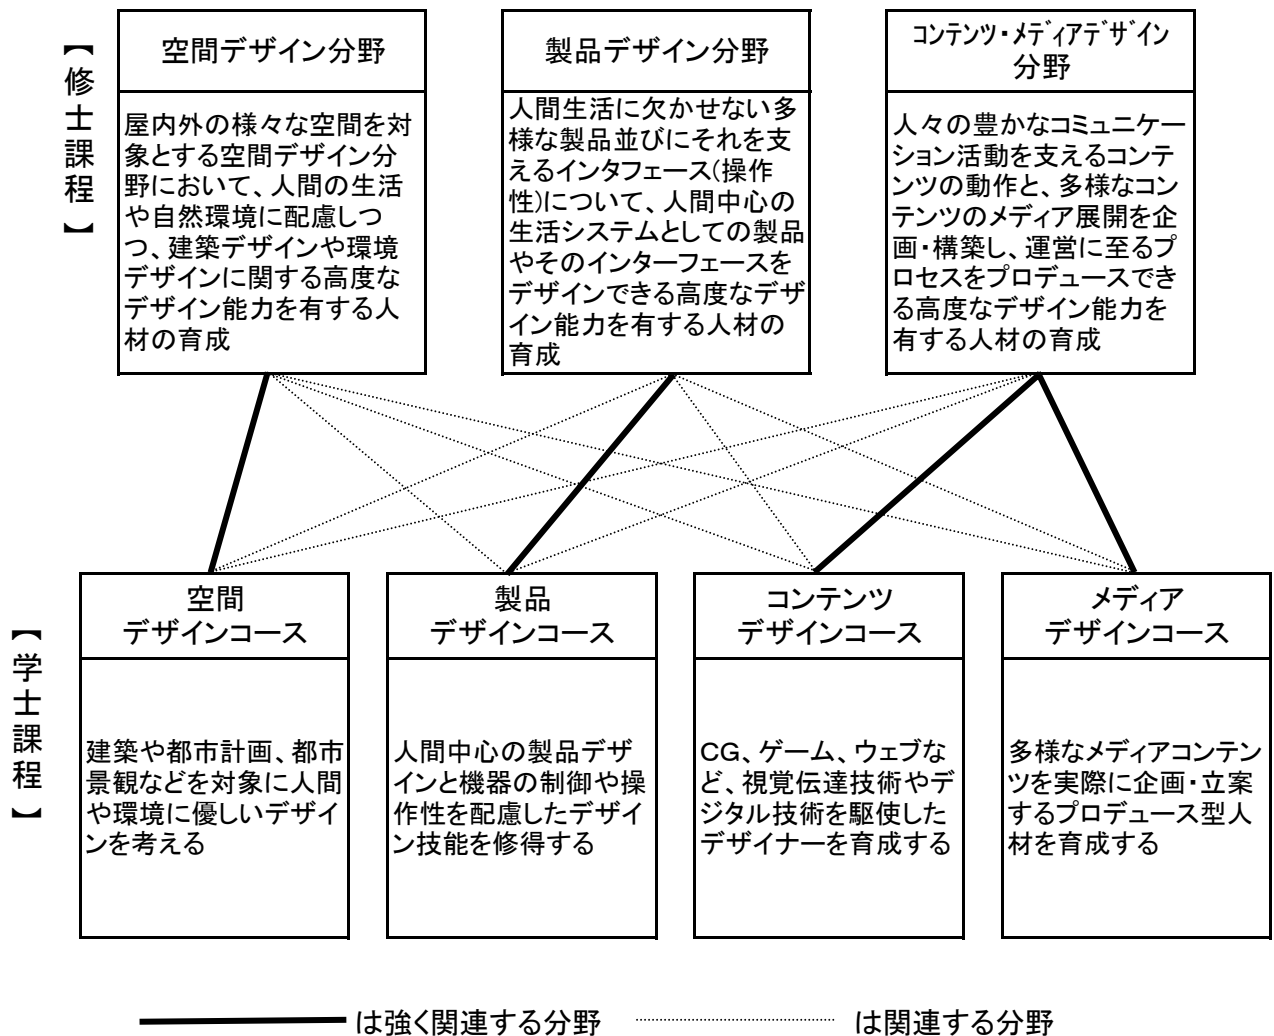 【修士課程】
空間デザイン分野
屋内外の様々な空間を対
象とする空間デザイン分
野において、人間の生活
や自然環境に配慮しつ
つ、建築デザインや環境
デザインに関する高度な
デザイン能力を有する人
材の育成
製品デザイン分野
人間生活に欠かせない多
様な製品並びにそれを支
えるインタフェース(操作
性)について、人間中心の
生活システムとしての製品
やそのインターフェースを
デザインできる高度なデザ
イン能力を有する人材の
育成
コンテンツ・メディアデザイン
分野
人々の豊かなコミュニケー
ション活動を支えるコンテ
ンツの動作と、多様なコン
テンツのメディア展開を企
画・構築し、運営に至るプ
ロセスをプロデュースでき
る高度なデザイン能力を
有する人材の育成
【学士課程】
空間
デザインコース
建築や都市計画、都市
景観などを対象に人間
や環境に優しいデザイ
ンを考える
製品
デザインコース
人間中心の製品デザ
インと機器の制御や操
作性を配慮したデザイ
ン技能を修得する
コンテンツ
デザインコース
CG、ゲーム、ウェブな
ど、視覚伝達技術やデ
ジタル技術を駆使した
デザイナーを育成する
メディア
デザインコース
多様なメディアコンテン
ツを実際に企画・立案
するプロデュース型人
材を育成する
は強く関連する分野
は関連する分野